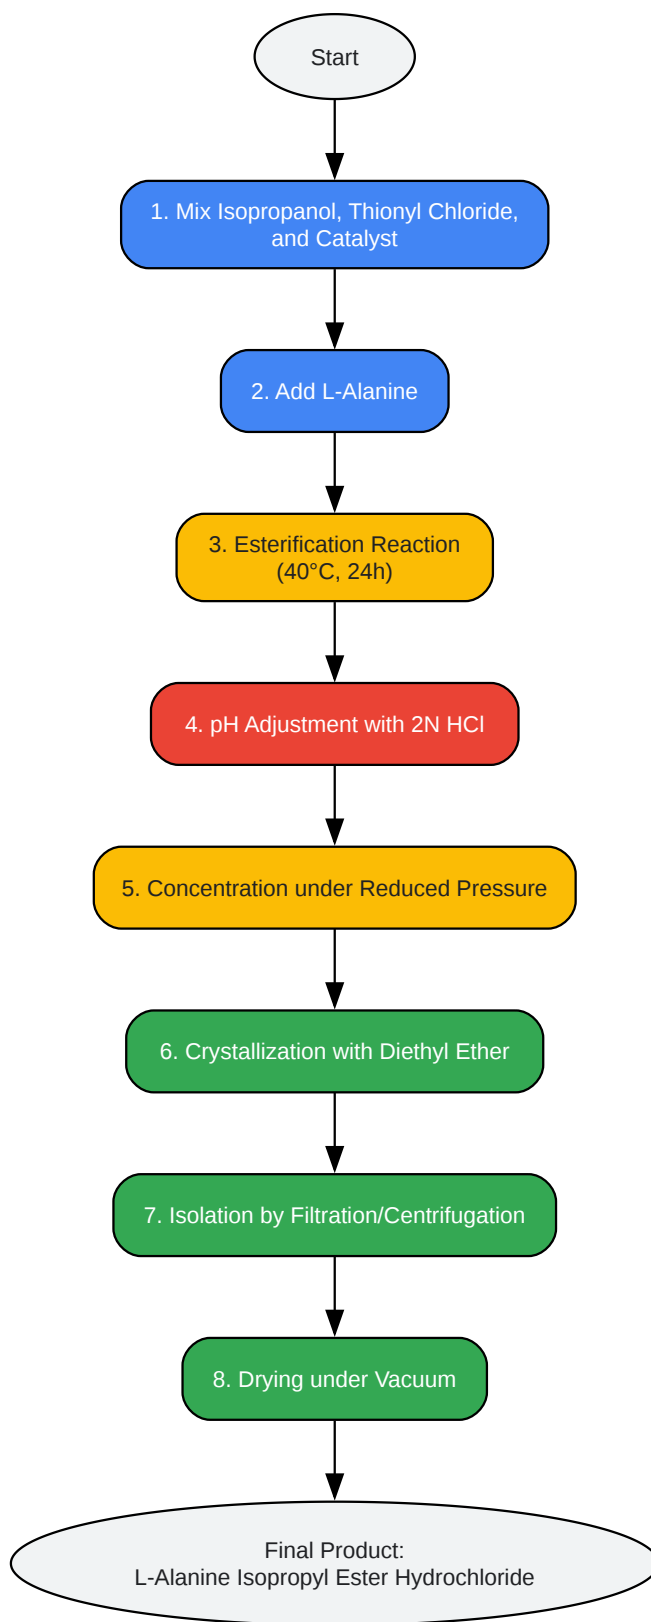 Start
1. Mix Isopropanol, Thionyl Chloride,
and Catalyst
2. Add L-Alanine
3. Esterification Reaction
(40°C, 24h)
4. pH Adjustment with 2N HCl
5. Concentration under Reduced Pressure
6. Crystallization with Diethyl Ether
7. Isolation by Filtration/Centrifugation
8. Drying under Vacuum
Final Product:
L-Alanine Isopropyl Ester Hydrochloride